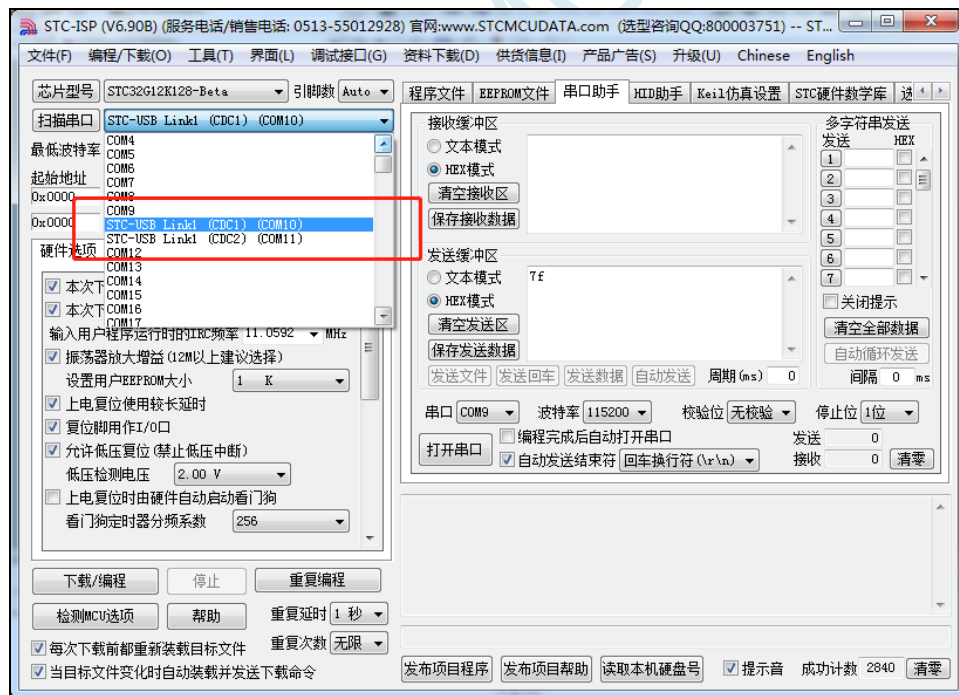 STC-ISP (V6.90B) (服务电话/销售电话: 0513-55012928) 官网:www.STCMCUDATA.com (选型咨询QQ:800003751) -- ST...
文件(F) 编程/下载(O) 工具(T) 界面(L) 调试接口(G) 资料下载(D) 供货信息(I) 产品广告(S) 升级(U) Chinese English
芯片型号 STC32G12K128-Beta 引脚数 Auto
扫描串口 STC-USB Link1 (CDC1) (COM10)
最低波特率
起始地址
0x0000
0x0000
COM4
COM5
COM6
COM7
COM8
COM9
STC-USB Link1 (CDC1) (COM10)
STC-USB Link1 (CDC2) (COM11)
COM12
COM13
COM14
COM15
COM16
COM17
硬件选项
本次下
本次下
输入用户程序运行时的IRC频率 11.0592 MHz
振荡器放大增益(12M以上建议选择)
设置用户EEPROM大小 1 K
上电复位使用较长延时
复位脚用作I/O口
允许低压复位(禁止低压中断)
低压检测电压 2.00 V
上电复位时由硬件自动启动看门狗
看门狗定时器分频系数 256
下载/编程 停止 重复编程
检测MCU选项 帮助 重复延时 1 秒
每次下载前都重新装载目标文件 重复次数 无限
当目标文件变化时自动装载并发送下载命令
程序文件 EEPROM文件 串口助手 HID助手 Keil仿真设置 STC硬件数学库
接收缓冲区
文本模式
HEX模式
清空接收区
保存接收数据
发送缓冲区
文本模式 7f
HEX模式
清空发送区
保存发送数据
发送文件 发送回车 发送数据 自动发送 周期(ms) 0
多字符串发送
发送 HEX
1
2
3
4
5
6
7
关闭提示
清空全部数据
自动循环发送
间隔 0 ms
串口 COM9 波特率 115200 校验位 无校验 停止位 1位
打开串口 编程完成后自动打开串口 发送 0
自动发送结束符 回车换行符(\r\n) 接收 0 清零
发布项目程序 发布项目帮助 读取本机硬盘号 提示音 成功计数 2840 清零